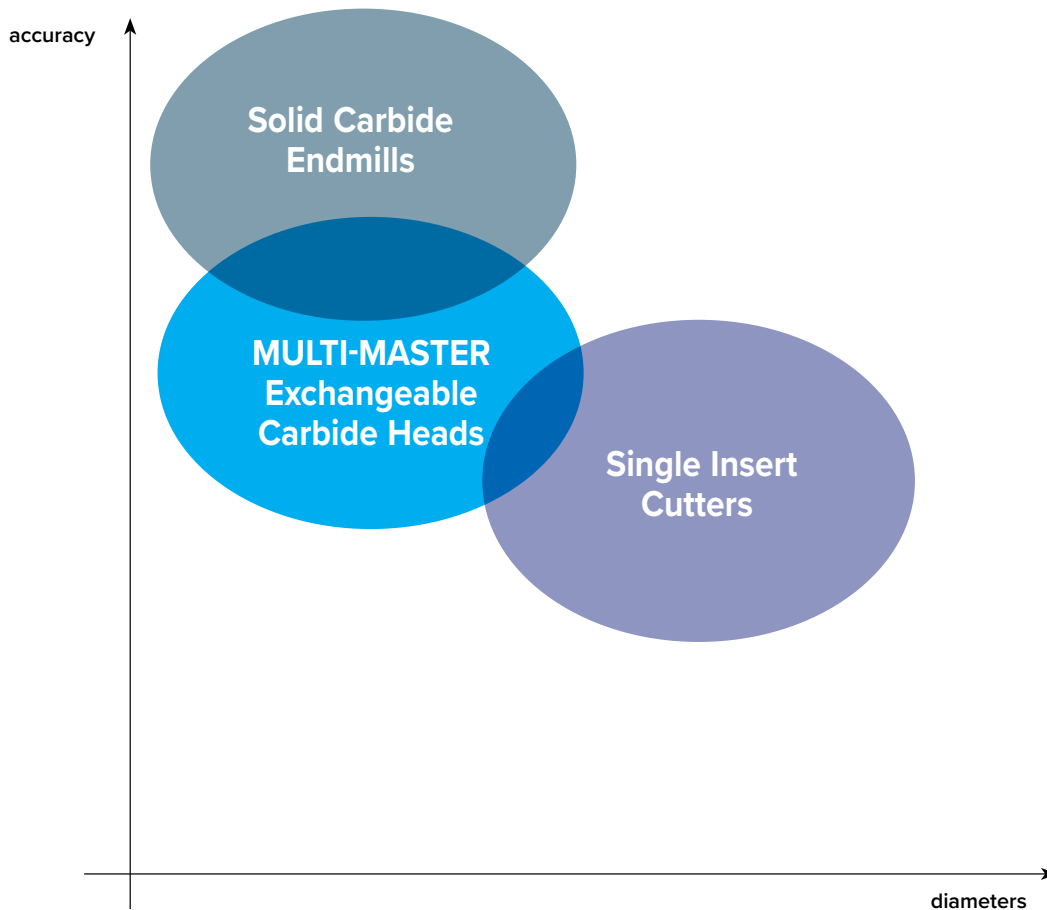 accuracy
Solid Carbide
Endmills
MULTI-MASTER
Exchangeable
Carbide Heads
Single Insert
Cutters
diameters